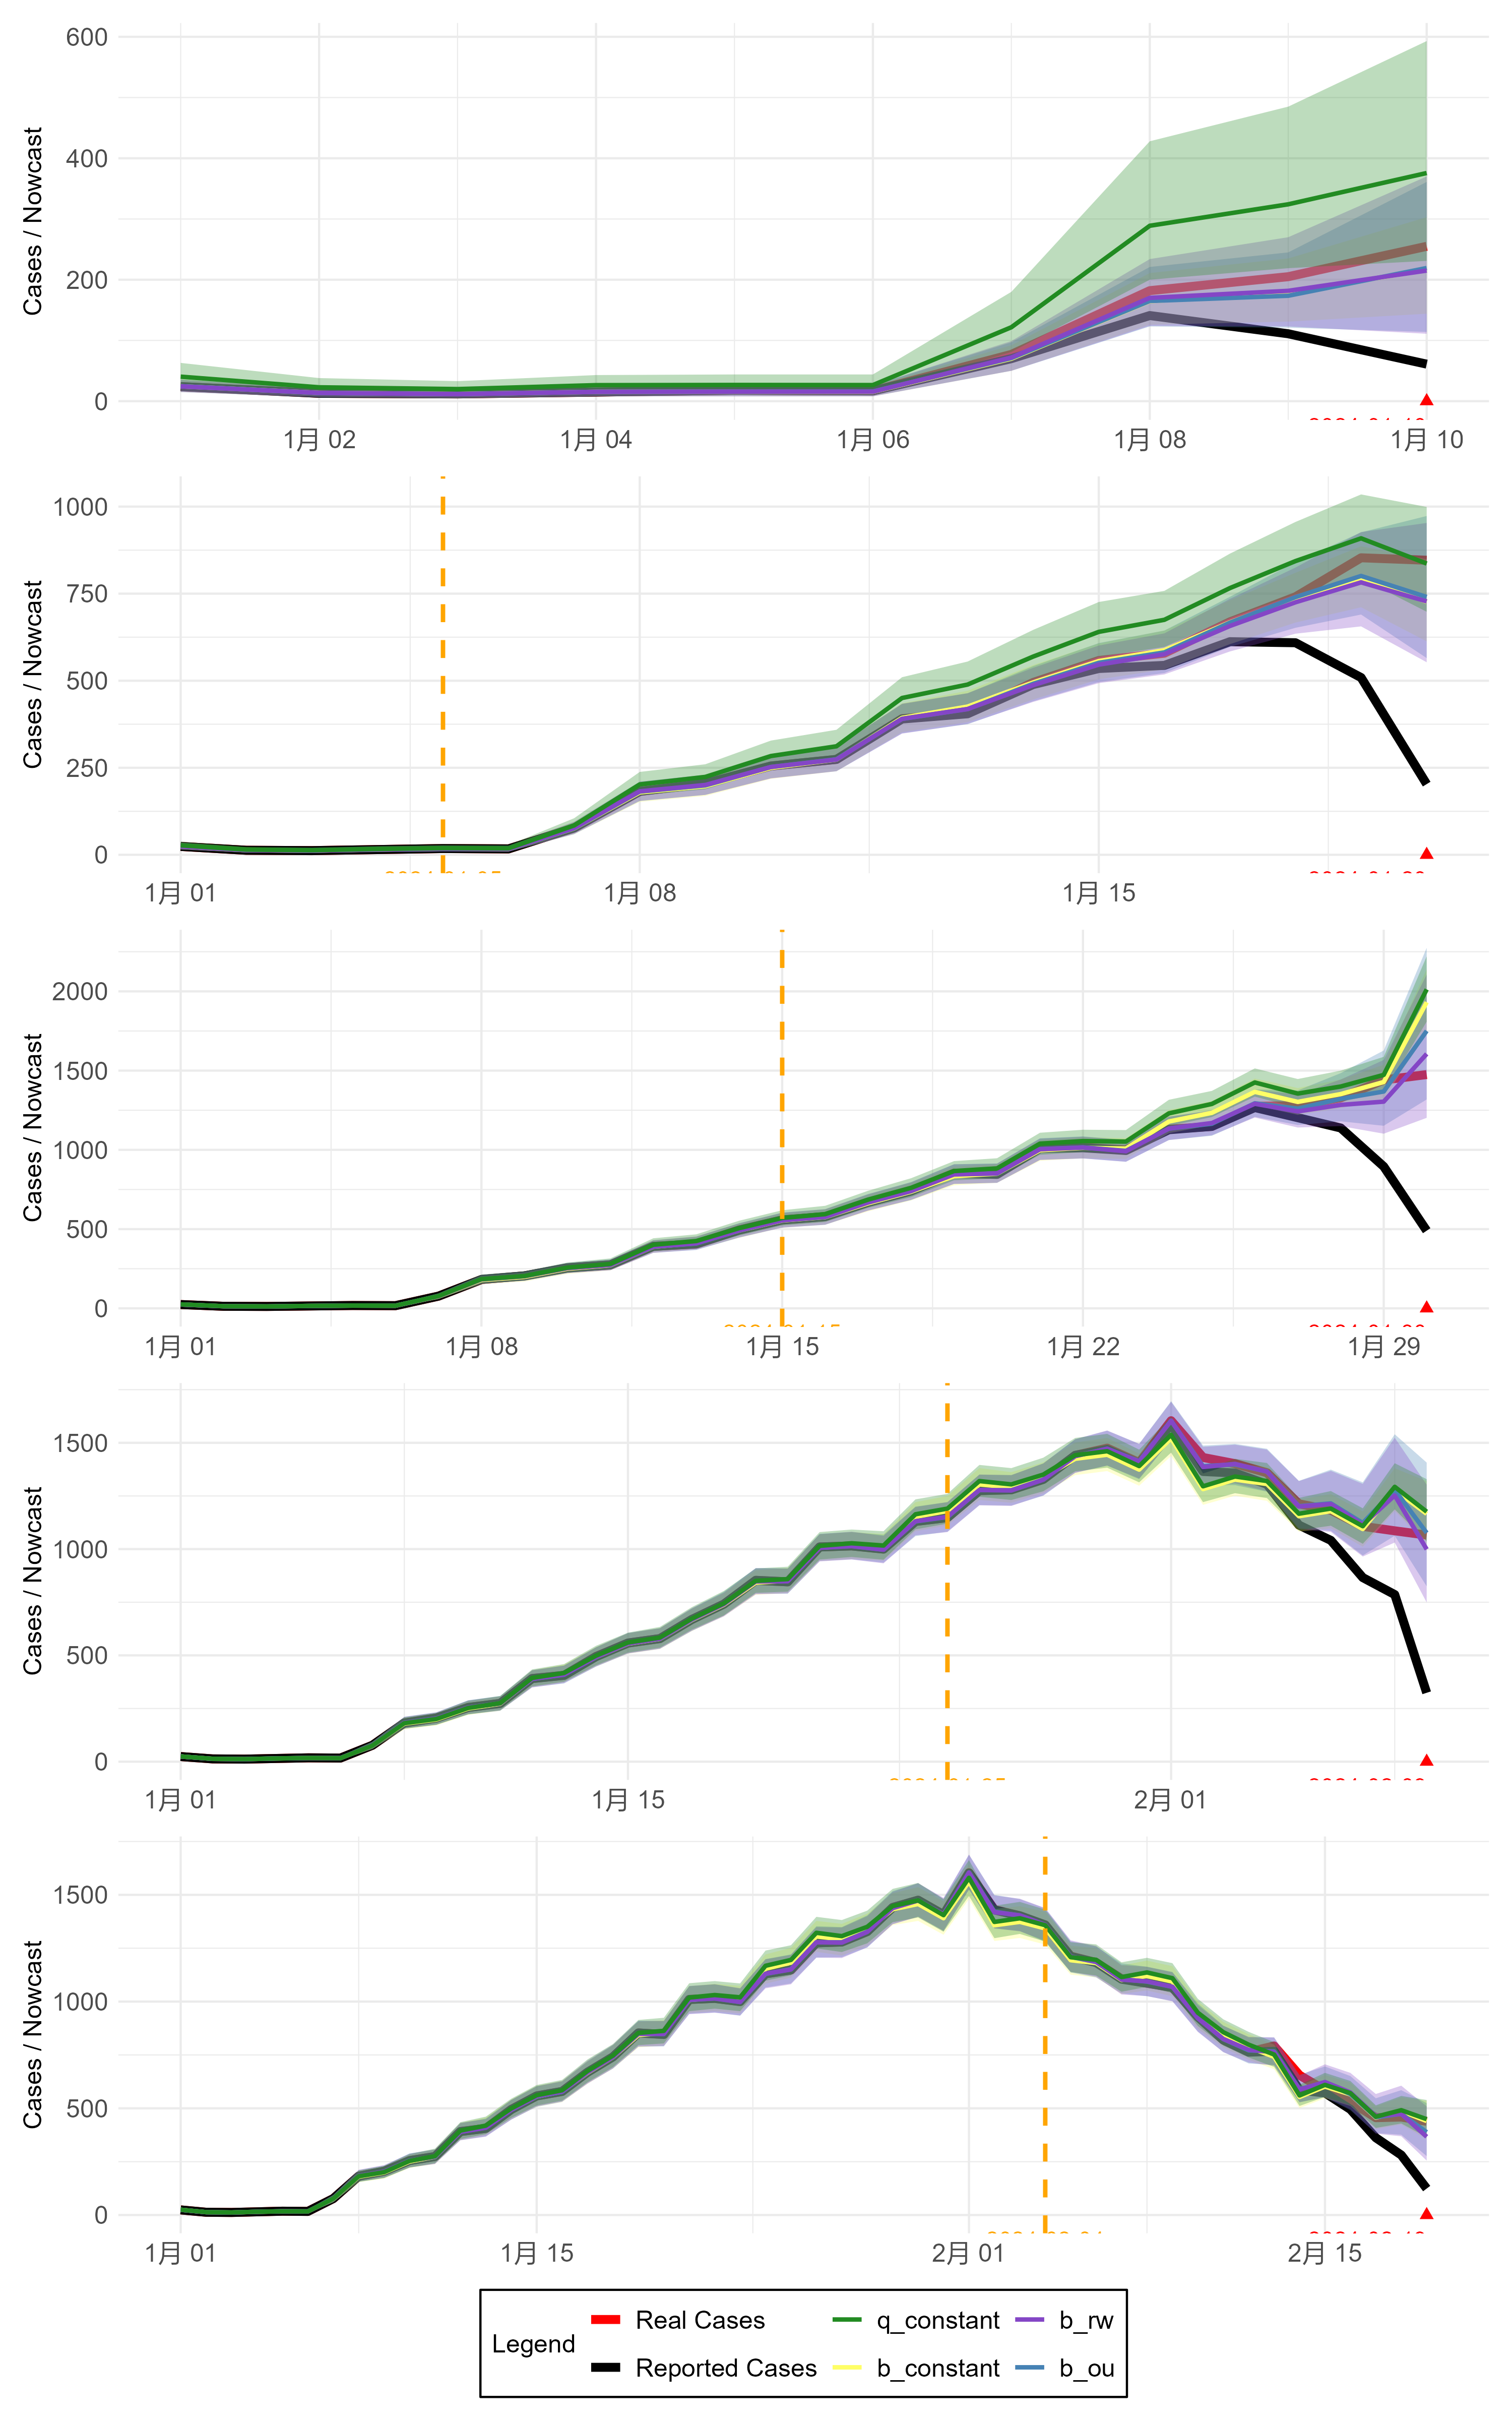 600
400
200
0
Cases / Nowcast
1月 02
1月 04
1月 06
1月 08
1月 10
1000
750
500
250
0
Cases / Nowcast
1月 01
1月 08
1月 15
2000
1500
1000
500
0
Cases / Nowcast
1月 01
1月 08
1月 15
1月 22
1月 29
1500
1000
500
0
Cases / Nowcast
1月 01
1月 15
2月 01
1500
1000
500
0
Cases / Nowcast
1月 01
1月 15
2月 01
2月 15
Legend
Real Cases
Reported Cases
q_constant
b_constant
b_rw
b_ou